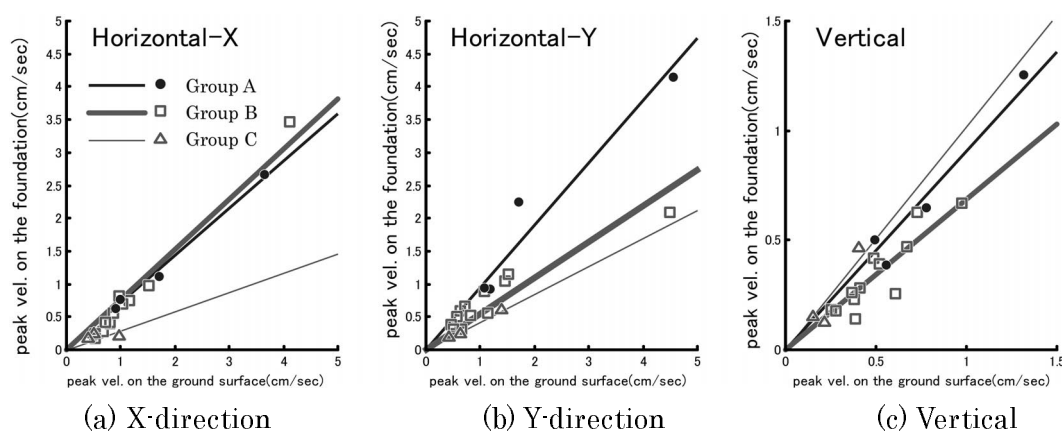 Horizontal-X
Group A
Group B
Group C
peak vel. on the foundation(cm/sec)
5
4.5
4
3.5
3
2.5
2
1.5
1
0.5
0
0 1 2 3 4 5
peak vel. on the ground surface(cm/sec)
(a) X-direction
Horizontal-Y
peak vel. on the foundation(cm/sec)
5
4.5
4
3.5
3
2.5
2
1.5
1
0.5
0
0 1 2 3 4 5
peak vel. on the ground surface(cm/sec)
(b) Y-direction
Vertical
peak vel. on the foundation(cm/sec)
1.5
1
0.5
0
0 0.5 1 1.5
peak vel. on the ground surface(cm/sec)
(c) Vertical